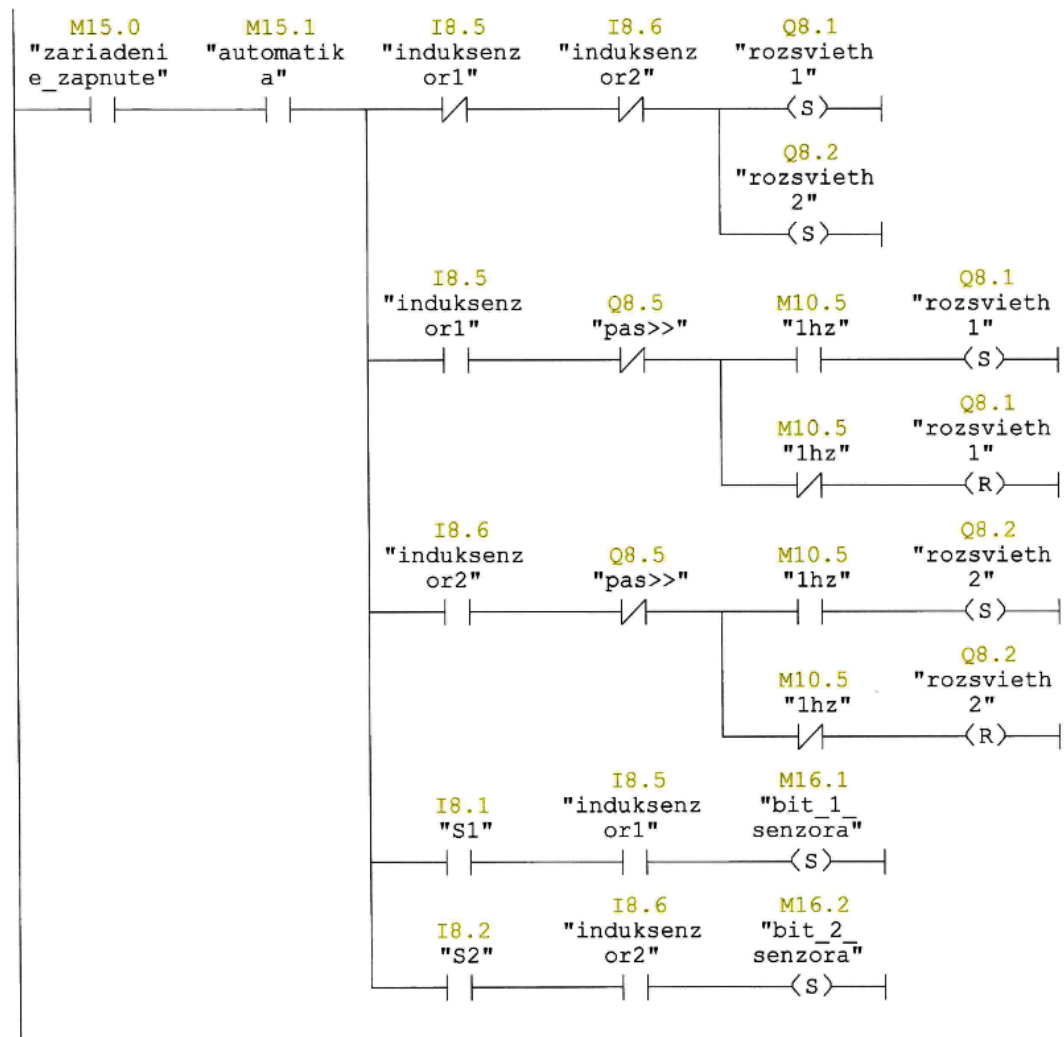 M15.0 M15.1 I8.5 I8.6 Q8.1
"zariadeni "automatik "induksenz "induksenz "rozsvieth
e_zapnute" a" or1" or2" 1"
(S)
Q8.2
"rozsvieth
2"
(S)
I8.5 Q8.1
"induksenz Q8.5 M10.5 "rozsvieth
or1" "pas>>" "1hz" 1"
(S)
Q8.1
M10.5 "rozsvieth
"1hz" 1"
(R)
I8.6 Q8.2
"induksenz Q8.5 M10.5 "rozsvieth
or2" "pas>>" "1hz" 2"
(S)
Q8.2
M10.5 "rozsvieth
"1hz" 2"
(R)
I8.5 M16.1
I8.1 "induksenz "bit_1_
"S1" or1" senzora"
(S)
I8.6 M16.2
I8.2 "induksenz "bit_2_
"S2" or2" senzora"
(S)